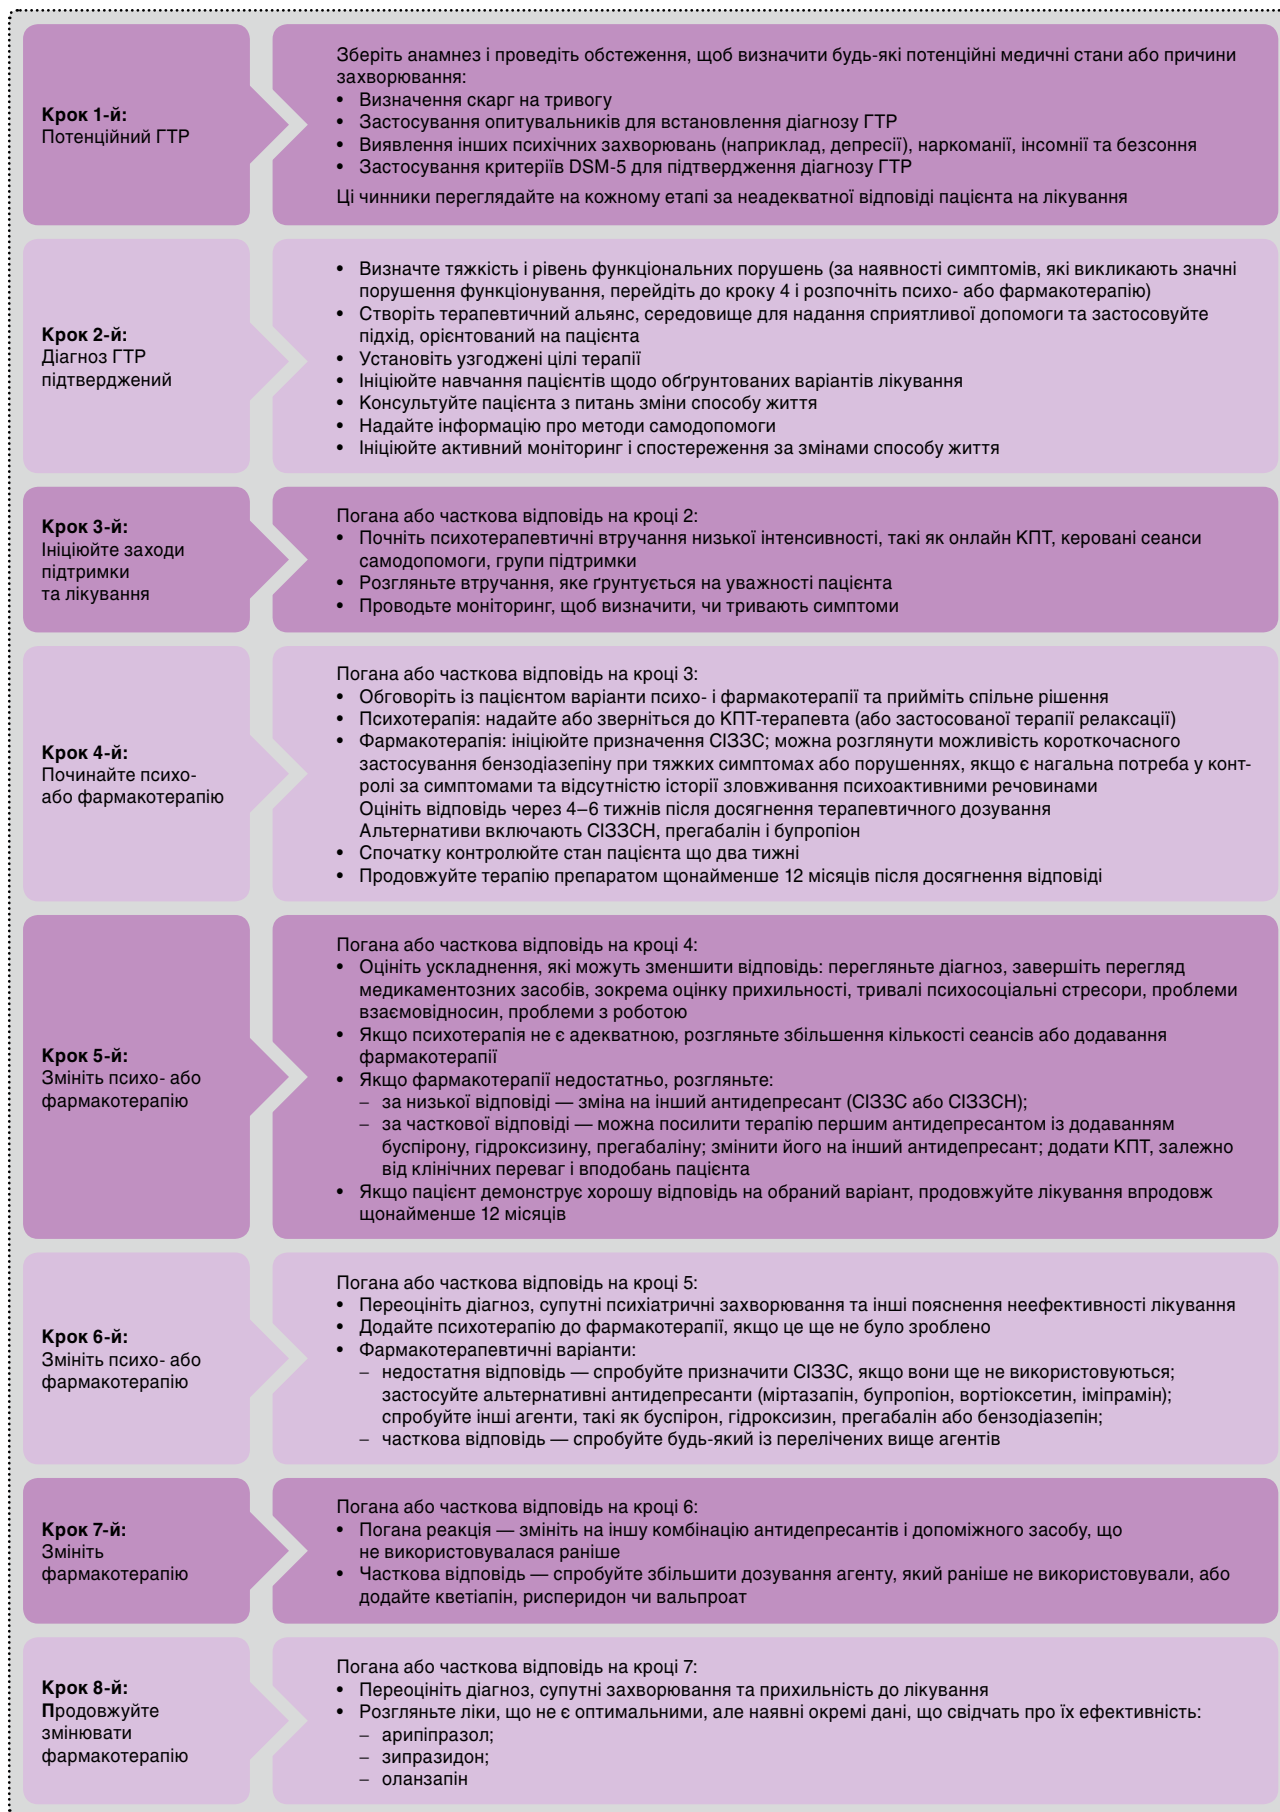 Крок 1-й:
Потенційний ГТР
Зберіть анамнез і проведіть обстеження, щоб визначити будь-які потенційні медичні стани або причини
захворювання:
• Визначення скарг на тривогу
• Застосування опитувальників для встановлення діагнозу ГТР
• Виявлення інших психічних захворювань (наприклад, депресії), наркоманії, інсомнії та безсоння
• Застосування критеріїв DSM-5 для підтвердження діагнозу ГТР
Ці чинники переглядайте на кожному етапі за неадекватної відповіді пацієнта на лікування
Крок 2-й:
Діагноз ГТР
підтверджений
• Визначте тяжкість і рівень функціональних порушень (за наявності симптомів, які викликають значні
порушення функціонування, перейдіть до кроку 4 і розпочніть психо- або фармакотерапію)
• Створіть терапевтичний альянс, середовище для надання сприятливої допомоги та застосовуйте
підхід, орієнтований на пацієнта
• Установіть узгоджені цілі терапії
• Ініціюйте навчання пацієнтів щодо обґрунтованих варіантів лікування
• Консультуйте пацієнта з питань зміни способу життя
• Надайте інформацію про методи самодопомоги
• Ініціюйте активний моніторинг і спостереження за змінами способу життя
Крок 3-й:
Ініціюйте заходи
підтримки
та лікування
Погана або часткова відповідь на кроці 2:
• Почніть психотерапевтичні втручання низької інтенсивності, такі як онлайн КПТ, керовані сеанси
самодопомоги, групи підтримки
• Розгляньте втручання, яке ґрунтується на уважності пацієнта
• Проводьте моніторинг, щоб визначити, чи тривають симптоми
Крок 4-й:
Починайте психо-
або фармакотерапію
Погана або часткова відповідь на кроці 3:
• Обговоріть із пацієнтом варіанти психо- і фармакотерапії та прийміть спільне рішення
• Психотерапія: надайте або зверніться до КПТ-терапевта (або застосованої терапії релаксації)
• Фармакотерапія: ініціюйте призначення СІЗЗС; можна розглянути можливість короткочасного
застосування бензодіазепіну при тяжких симптомах або порушеннях, якщо є нагальна потреба у конт-
ролі за симптомами та відсутністю історії зловживання психоактивними речовинами
Оцініть відповідь через 4–6 тижнів після досягнення терапевтичного дозування
Альтернативи включають СІЗЗСН, прегабалін і бупропіон
• Спочатку контролюйте стан пацієнта що два тижні
• Продовжуйте терапію препаратом щонайменше 12 місяців після досягнення відповіді
Крок 5-й:
Змініть психо- або
фармакотерапію
Погана або часткова відповідь на кроці 4:
• Оцініть ускладнення, які можуть зменшити відповідь: перегляньте діагноз, завершіть перегляд
медикаментозних засобів, зокрема оцінку прихильності, тривалі психосоціальні стресори, проблеми
взаємовідносин, проблеми з роботою
• Якщо психотерапія не є адекватною, розгляньте збільшення кількості сеансів або додавання
фармакотерапії
• Якщо фармакотерапії недостатньо, розгляньте:
– за низької відповіді — зміна на інший антидепресант (СІЗЗС або СІЗЗСН);
– за часткової відповіді — можна посилити терапію першим антидепресантом із додаванням
буспірону, гідроксизину, прегабаліну; змінити його на інший антидепресант; додати КПТ, залежно
від клінічних переваг і вподобань пацієнта
• Якщо пацієнт демонструє хорошу відповідь на обраний варіант, продовжуйте лікування впродовж
щонайменше 12 місяців
Крок 6-й:
Змініть психо- або
фармакотерапію
Погана або часткова відповідь на кроці 5:
• Переоцініть діагноз, супутні психіатричні захворювання та інші пояснення неефективності лікування
• Додайте психотерапію до фармакотерапії, якщо це ще не було зроблено
• Фармакотерапевтичні варіанти:
– недостатня відповідь — спробуйте призначити СІЗЗС, якщо вони ще не використовуються;
застосуйте альтернативні антидепресанти (міртазапін, бупропіон, вортіоксетин, іміпрамін);
спробуйте інші агенти, такі як буспірон, гідроксизин, прегабалін або бензодіазепін;
– часткова відповідь — спробуйте будь-який із перелічених вище агентів
Крок 7-й:
Змініть
фармакотерапію
Погана або часткова відповідь на кроці 6:
• Погана реакція — змініть на іншу комбінацію антидепресантів і допоміжного засобу, що
не використовувалася раніше
• Часткова відповідь — спробуйте збільшити дозування агенту, який раніше не використовували, або
додайте кветіапін, рисперидон чи вальпроат
Крок 8-й:
Продовжуйте
змінювати
фармакотерапію
Погана або часткова відповідь на кроці 7:
• Переоцініть діагноз, супутні захворювання та прихильність до лікування
• Розгляньте ліки, що не є оптимальними, але наявні окремі дані, що свідчать про їх ефективність:
– арипіпразол;
– зипразидон;
– оланзапін